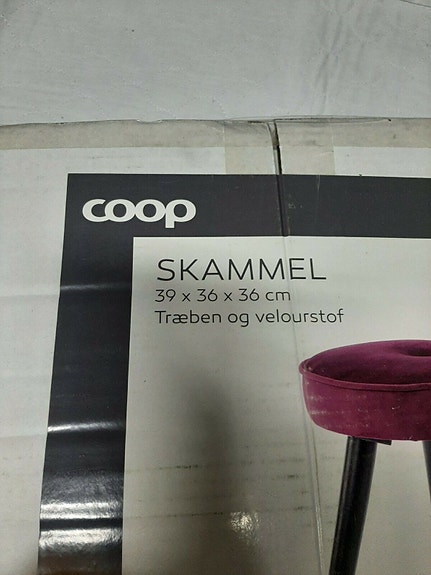 coop
SKAMMEL
39 x 36 x 36 cm
Træben og velourstof